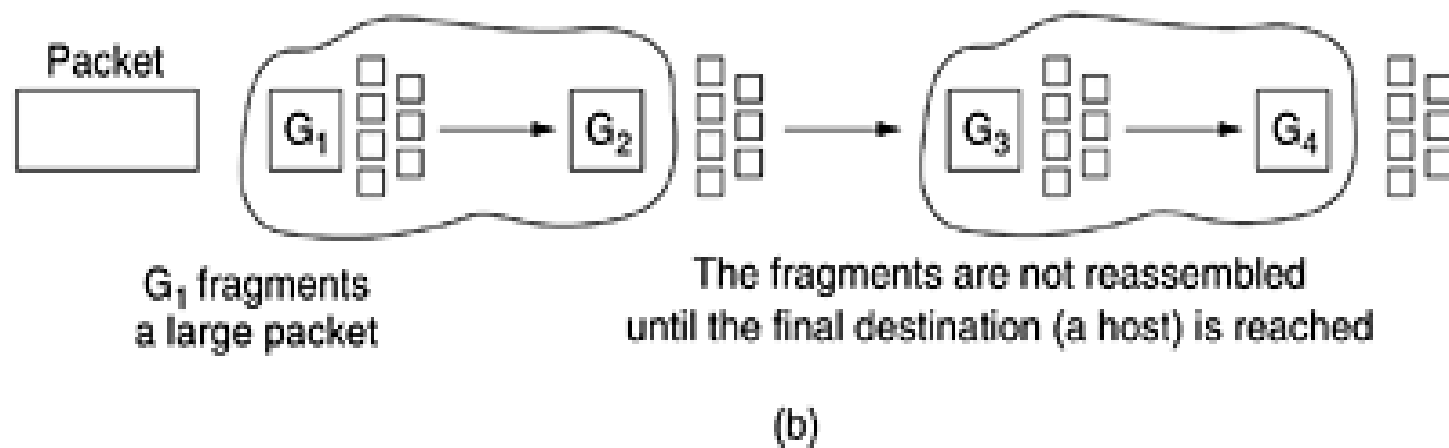 Packet
G₁
G₂
G₃
G₄
G₁ fragments
a large packet
The fragments are not reassembled
until the final destination (a host) is reached
(b)